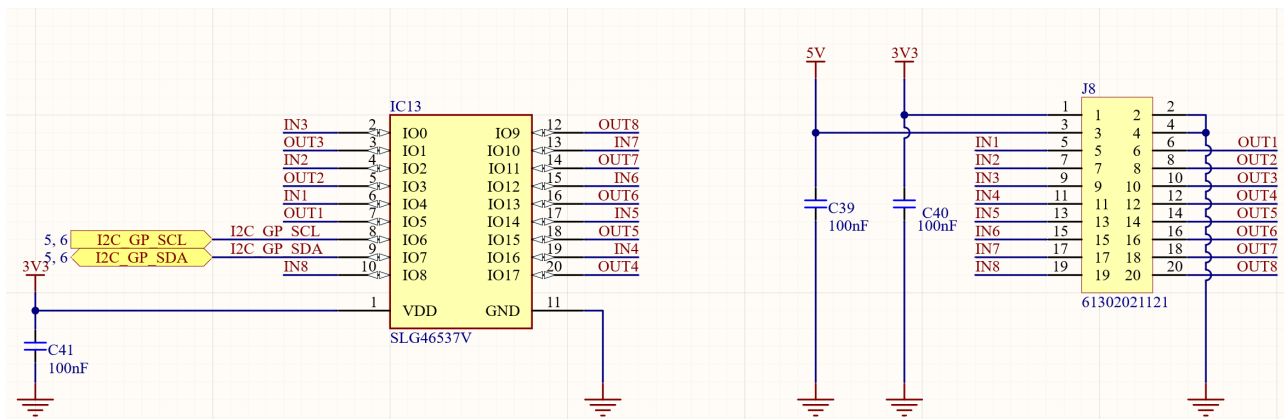 5V
3V3
J8
IC13
1 1 2 2
3 3 4 4
IN3 2 IO0 IO9 12 OUT8
OUT3 3 IO1 IO10 13 IN7
IN2 4 IO2 IO11 14 OUT7
OUT2 5 IO3 IO12 15 IN6
IN1 6 IO4 IO13 16 OUT6
OUT1 7 IO5 IO14 17 IN5
5, 6 I2C_GP_SCL I2C_GP_SCL 8 IO6 IO15 18 OUT5
5, 6 I2C_GP_SDA I2C_GP_SDA 9 IO7 IO16 19 IN4
IN8 10 IO8 IO17 20 OUT4
3V3
1 VDD GND 11
SLG46537V
C41
100nF
C39
100nF
C40
100nF
IN1 5 5 6 6 OUT1
IN2 7 7 8 8 OUT2
IN3 9 9 10 10 OUT3
IN4 11 11 12 12 OUT4
IN5 13 13 14 14 OUT5
IN6 15 15 16 16 OUT6
IN7 17 17 18 18 OUT7
IN8 19 19 20 20 OUT8
61302021121